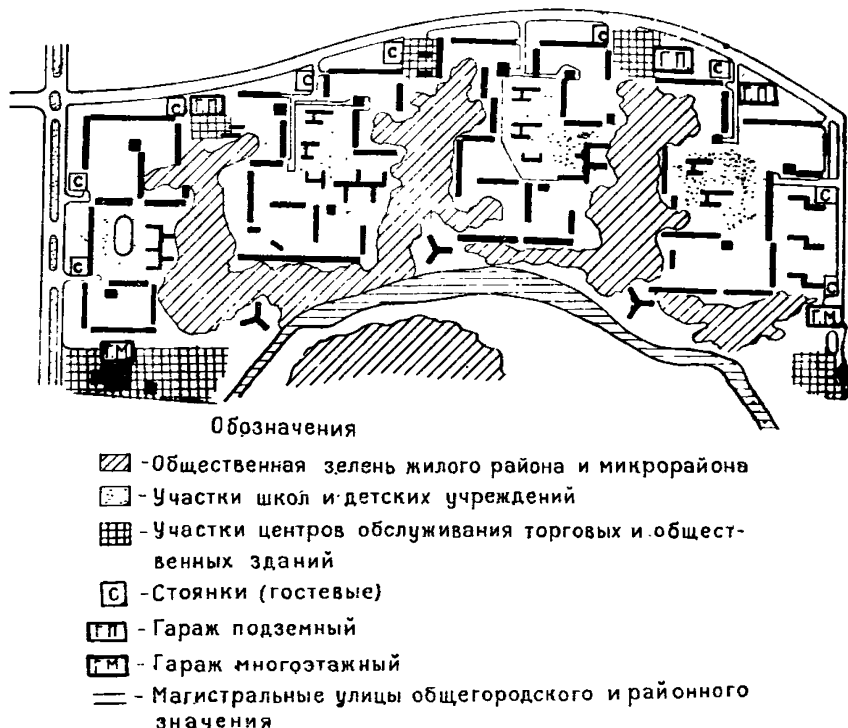 С
ГП
С
С
С
ГП
С
ГП
С
С
С
С
ГМ
ГМ
Обозначения
- Общественная зелень жилого района и микрорайона
- Участки школ и детских учреждений
- Участки центров обслуживания торговых и общест-
венных зданий
С - Стоянки (гостевые)
ГП - Гараж подземный
ГМ - Гараж многоэтажный
- Магистральные улицы общегородского и районного
значения